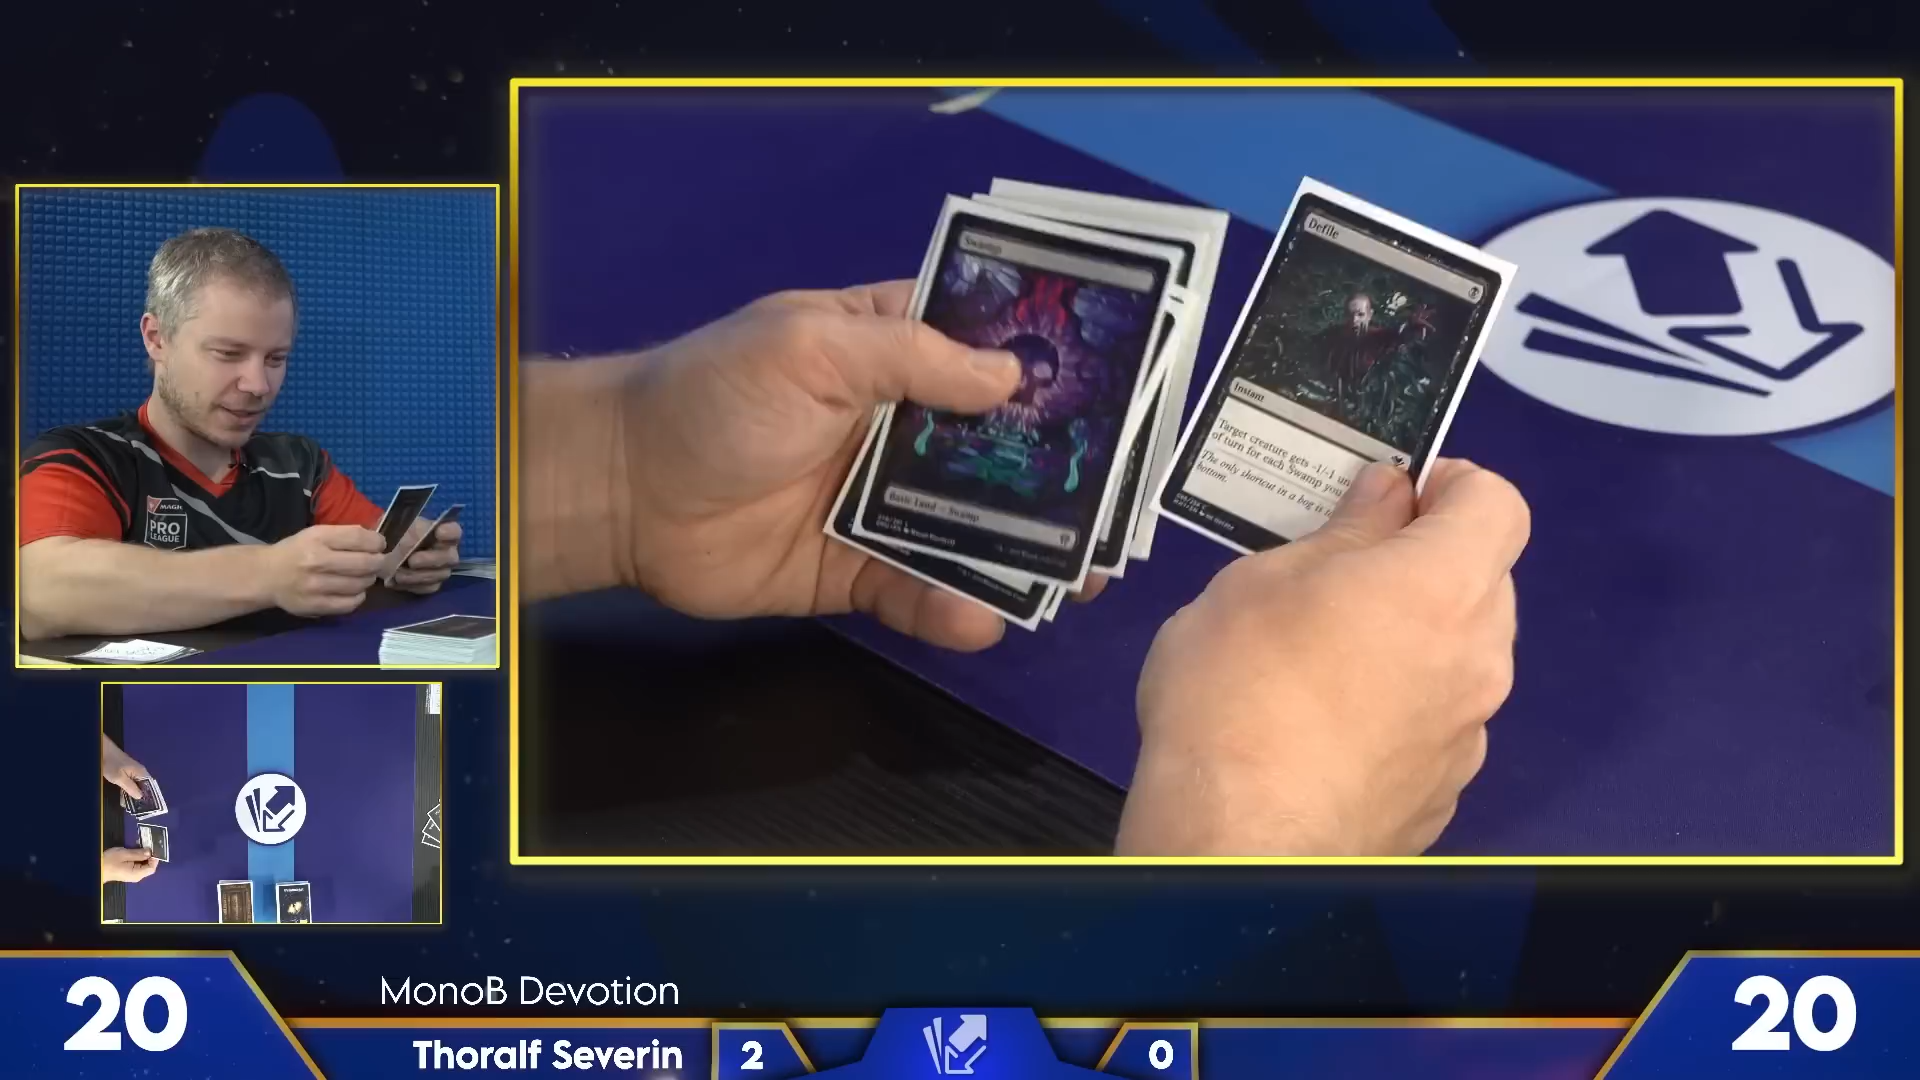 MAGIC
PRO
LEAGUE
Swamp
Basic Land – Swamp
Defile
Instant
Target creature gets -1/-1
of turn for each Swamp you
The only shortcut in a bog is
bottom.
20
MonoB Devotion
Thoralf Severin
2
0
20